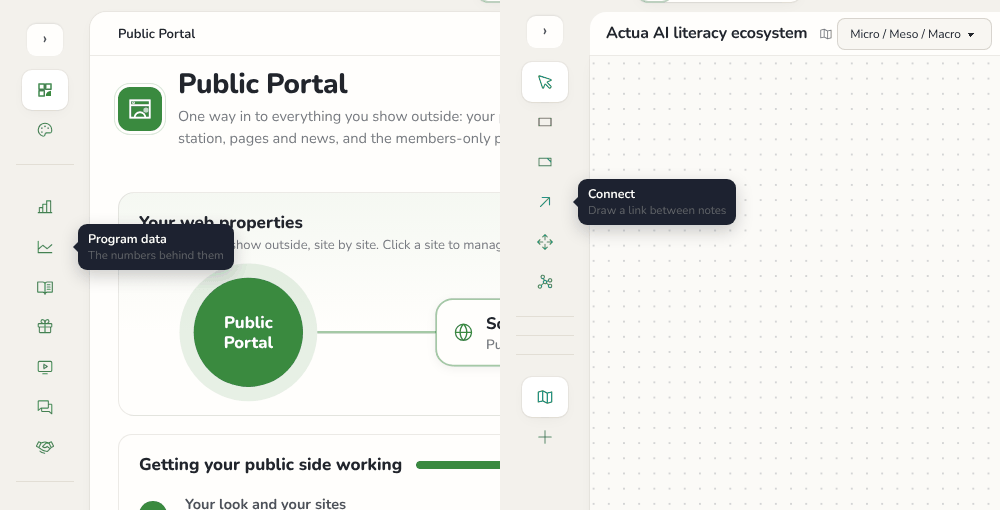 Public Portal
Public Portal
One way in to everything you show outside: your
station, pages and news, and the members-only
Your web properties
show outside, site by site. Click a site to manag
Program data
The numbers behind them
Public
Portal
Getting your public side working
Your look and your sites
Actua AI literacy ecosystem
Micro / Meso / Macro
Connect
Draw a link between notes